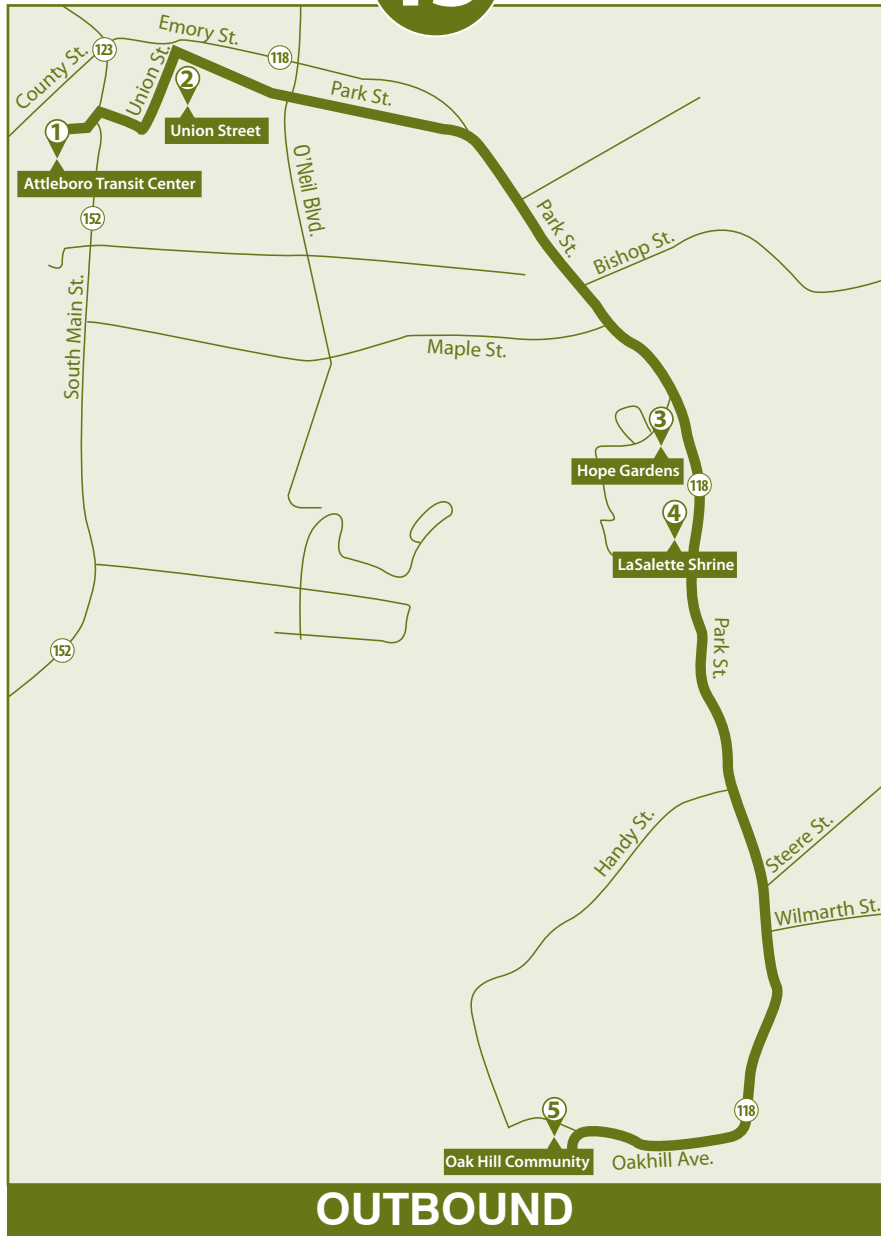 Emory St.
123
118
County St.
Union St.
2
Park St.
Union Street
1
Attleboro Transit Center
O'Neil Blvd.
152
Park St.
Bishop St.
South Main St.
Maple St.
3
Hope Gardens
118
4
LaSalette Shrine
Park St.
152
Handy St.
Steere St.
Wilmarth St.
5
118
Oak Hill Community
Oakhill Ave.
OUTBOUND